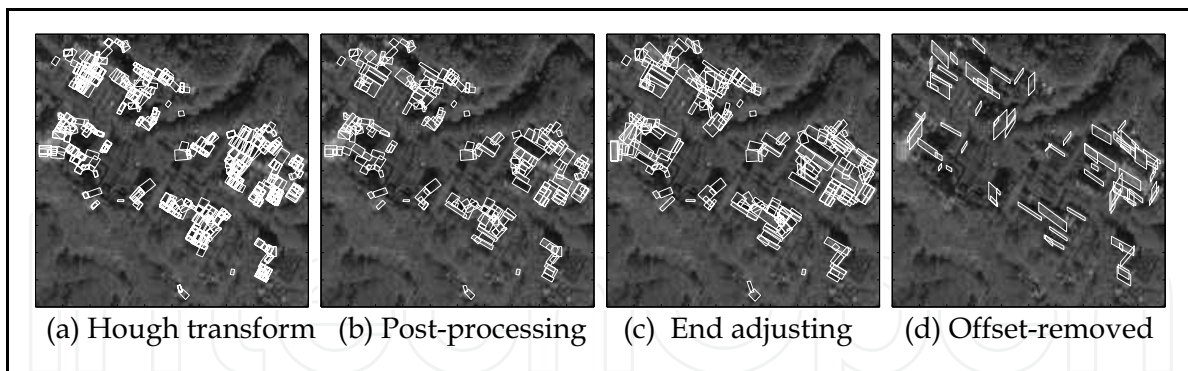 (a) Hough transform (b) Post-processing (c) End adjusting (d) Offset-removed